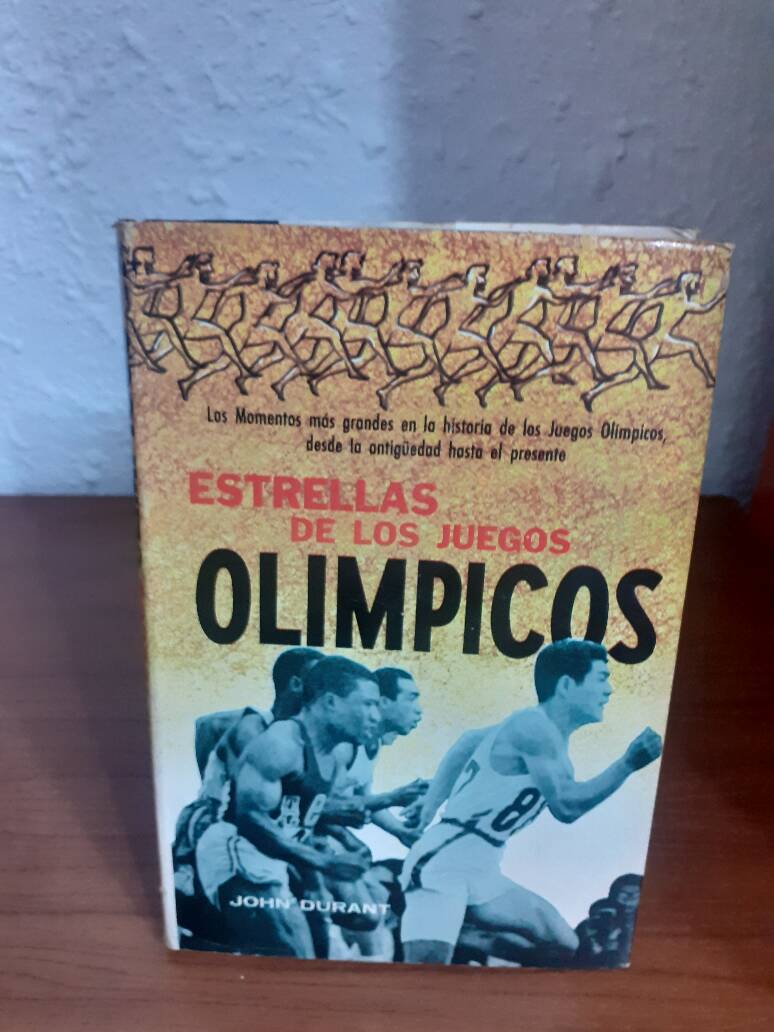 Los Momentos más grandes en la historia de los Juegos Olímpicos,
desde la antigüedad hasta el presente
ESTRELLAS
DE LOS JUEGOS
OLIMPICOS
JOHN DURANT